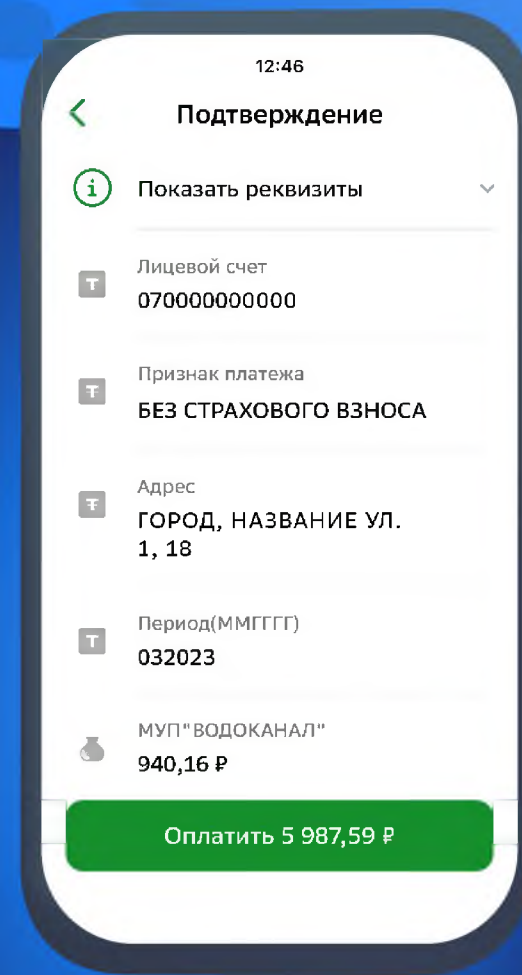 12:46
Подтверждение
Показать реквизиты
Лицевой счет
070000000000
Признак платежа
БЕЗ СТРАХОВОГО ВЗНОСА
Адрес
ГОРОД, НАЗВАНИЕ УЛ.
1, 18
Период(ММГГГГ)
032023
МУП"ВОДОКАНАЛ"
940,16 ₽
Оплатить 5 987,59 ₽